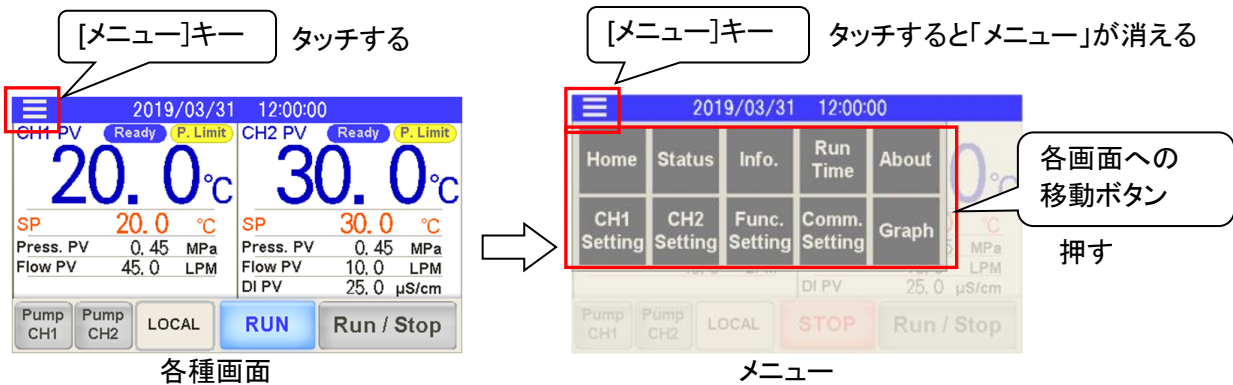 [メニュー]キー
タッチする
[メニュー]キー
タッチすると「メニュー」が消える
2019/03/31 12:00:00
CH1 PV Ready P. Limit CH2 PV Ready P. Limit
20.0℃ 30.0℃
SP 20.0 ℃ SP 30.0 ℃
Press. PV 0.45 MPa Press. PV 0.45 MPa
Flow PV 45.0 LPM Flow PV 10.0 LPM
DI PV 25.0 μS/cm
Pump CH1
Pump CH2
LOCAL
RUN
Run / Stop
各種画面
2019/03/31 12:00:00
Home Status Info. Run Time About
CH1 Setting CH2 Setting Func. Setting Comm. Setting Graph
0℃
℃
5 MPa
LPM
DI PV 25.0 μS/cm
Pump CH1
Pump CH2
LOCAL
STOP
Run / Stop
メニュー
各画面への
移動ボタン
押す